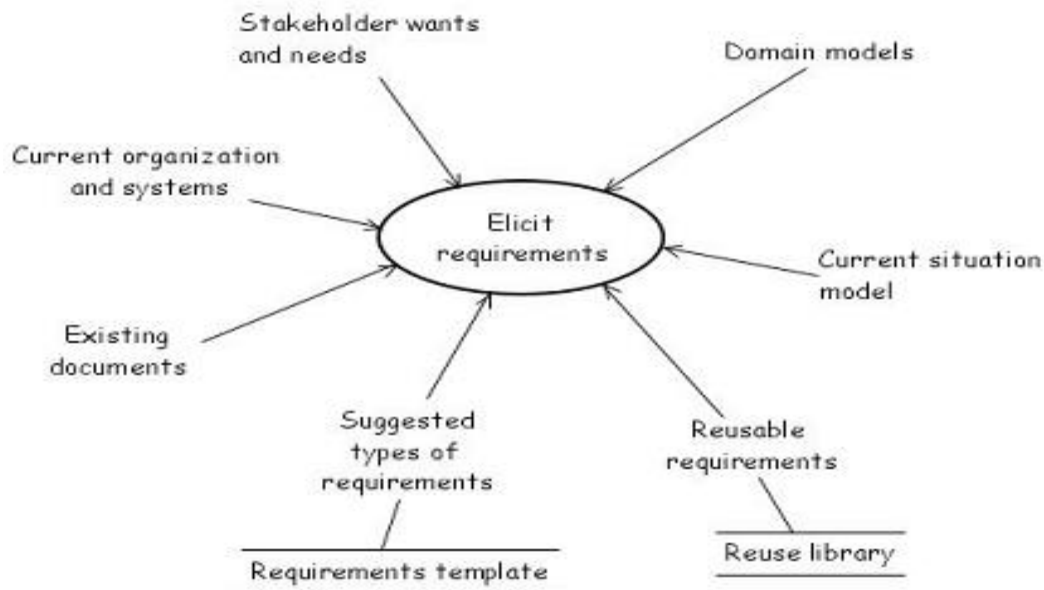 Stakeholder wants
and needs
Domain models
Current organization
and systems
Elicit
requirements
Current situation
model
Existing
documents
Suggested
types of
requirements
Reusable
requirements
Requirements template
Reuse library